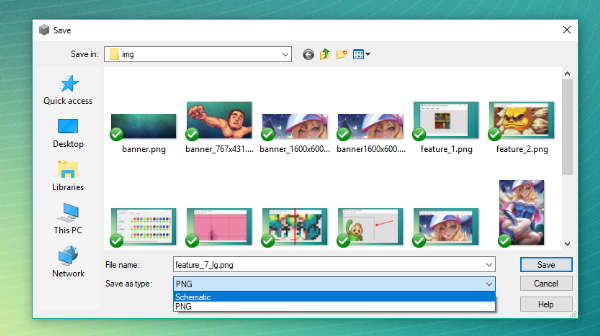 Save
Save in:
img
Quick access
Desktop
Libraries
This PC
Network
banner.png
banner_767x431....
banner_1600x600...
banner1600x600....
feature_1.png
feature_2.png
File name:
feature_7_lg.png
Save
Save as type:
PNG
Cancel
Schematic
PNG
Help